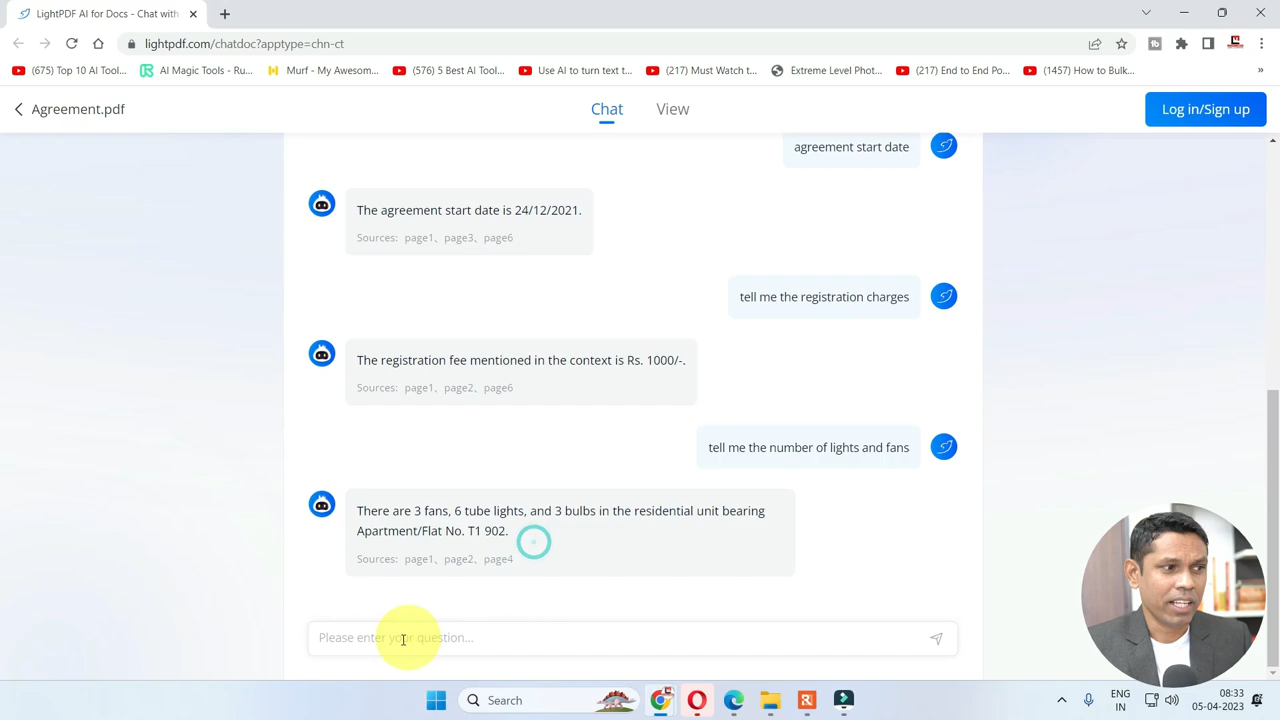 LightPDF AI for Docs - Chat with
lightpdf.com/chatdoc?apptype=chn-ct
(675) Top 10 AI Tool...
AI Magic Tools - Ru...
Murf - My Awesom...
(576) 5 Best AI Tool...
Use AI to turn text t...
(217) Must Watch t...
Extreme Level Phot...
(217) End to End Po...
(1457) How to Bulk...
»
Agreement.pdf
Chat
View
Log in/Sign up
agreement start date
The agreement start date is 24/12/2021.
Sources: page1、page3、page6
tell me the registration charges
The registration fee mentioned in the context is Rs. 1000/-.
Sources: page1、page2、page6
tell me the number of lights and fans
There are 3 fans, 6 tube lights, and 3 bulbs in the residential unit bearing
Apartment/Flat No. T1 902.
Sources: page1、page2、page4
Please enter your question...
Search
ENG
IN
08:33
05-04-2023